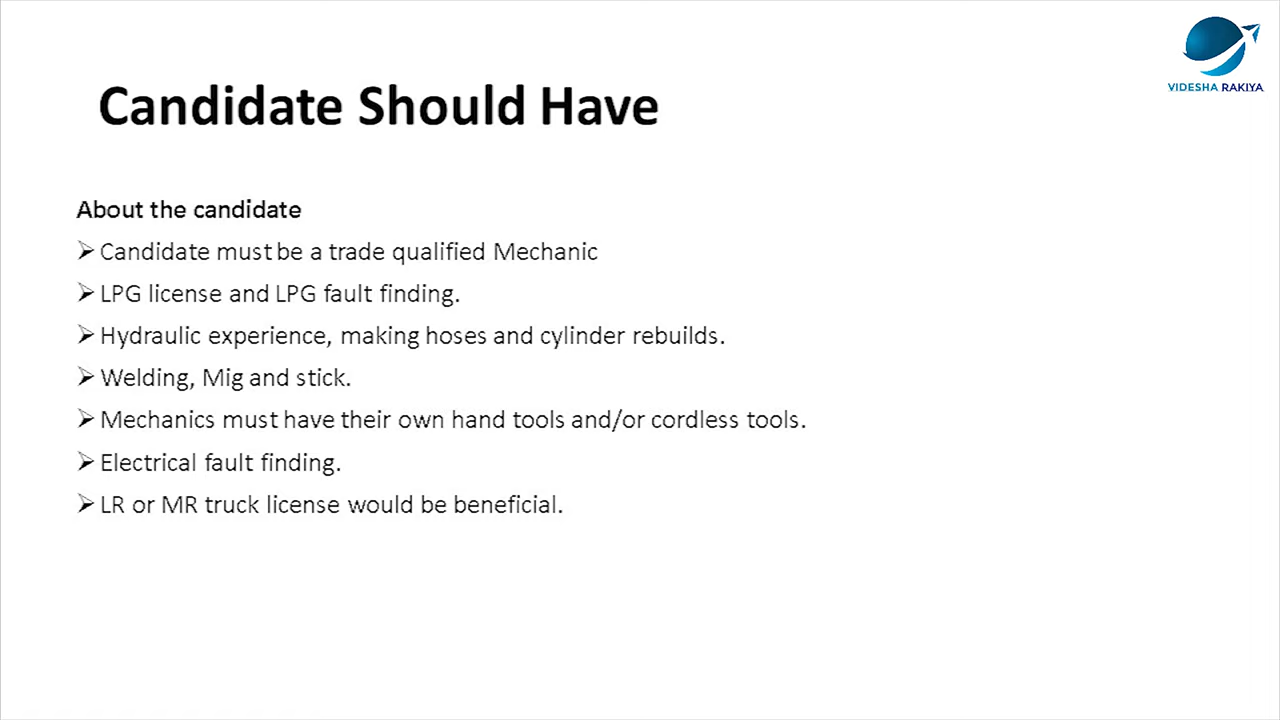 VIDESHA RAKIYA
Candidate Should Have
About the candidate
Candidate must be a trade qualified Mechanic
LPG license and LPG fault finding.
Hydraulic experience, making hoses and cylinder rebuilds.
Welding, Mig and stick.
Mechanics must have their own hand tools and/or cordless tools.
Electrical fault finding.
LR or MR truck license would be beneficial.